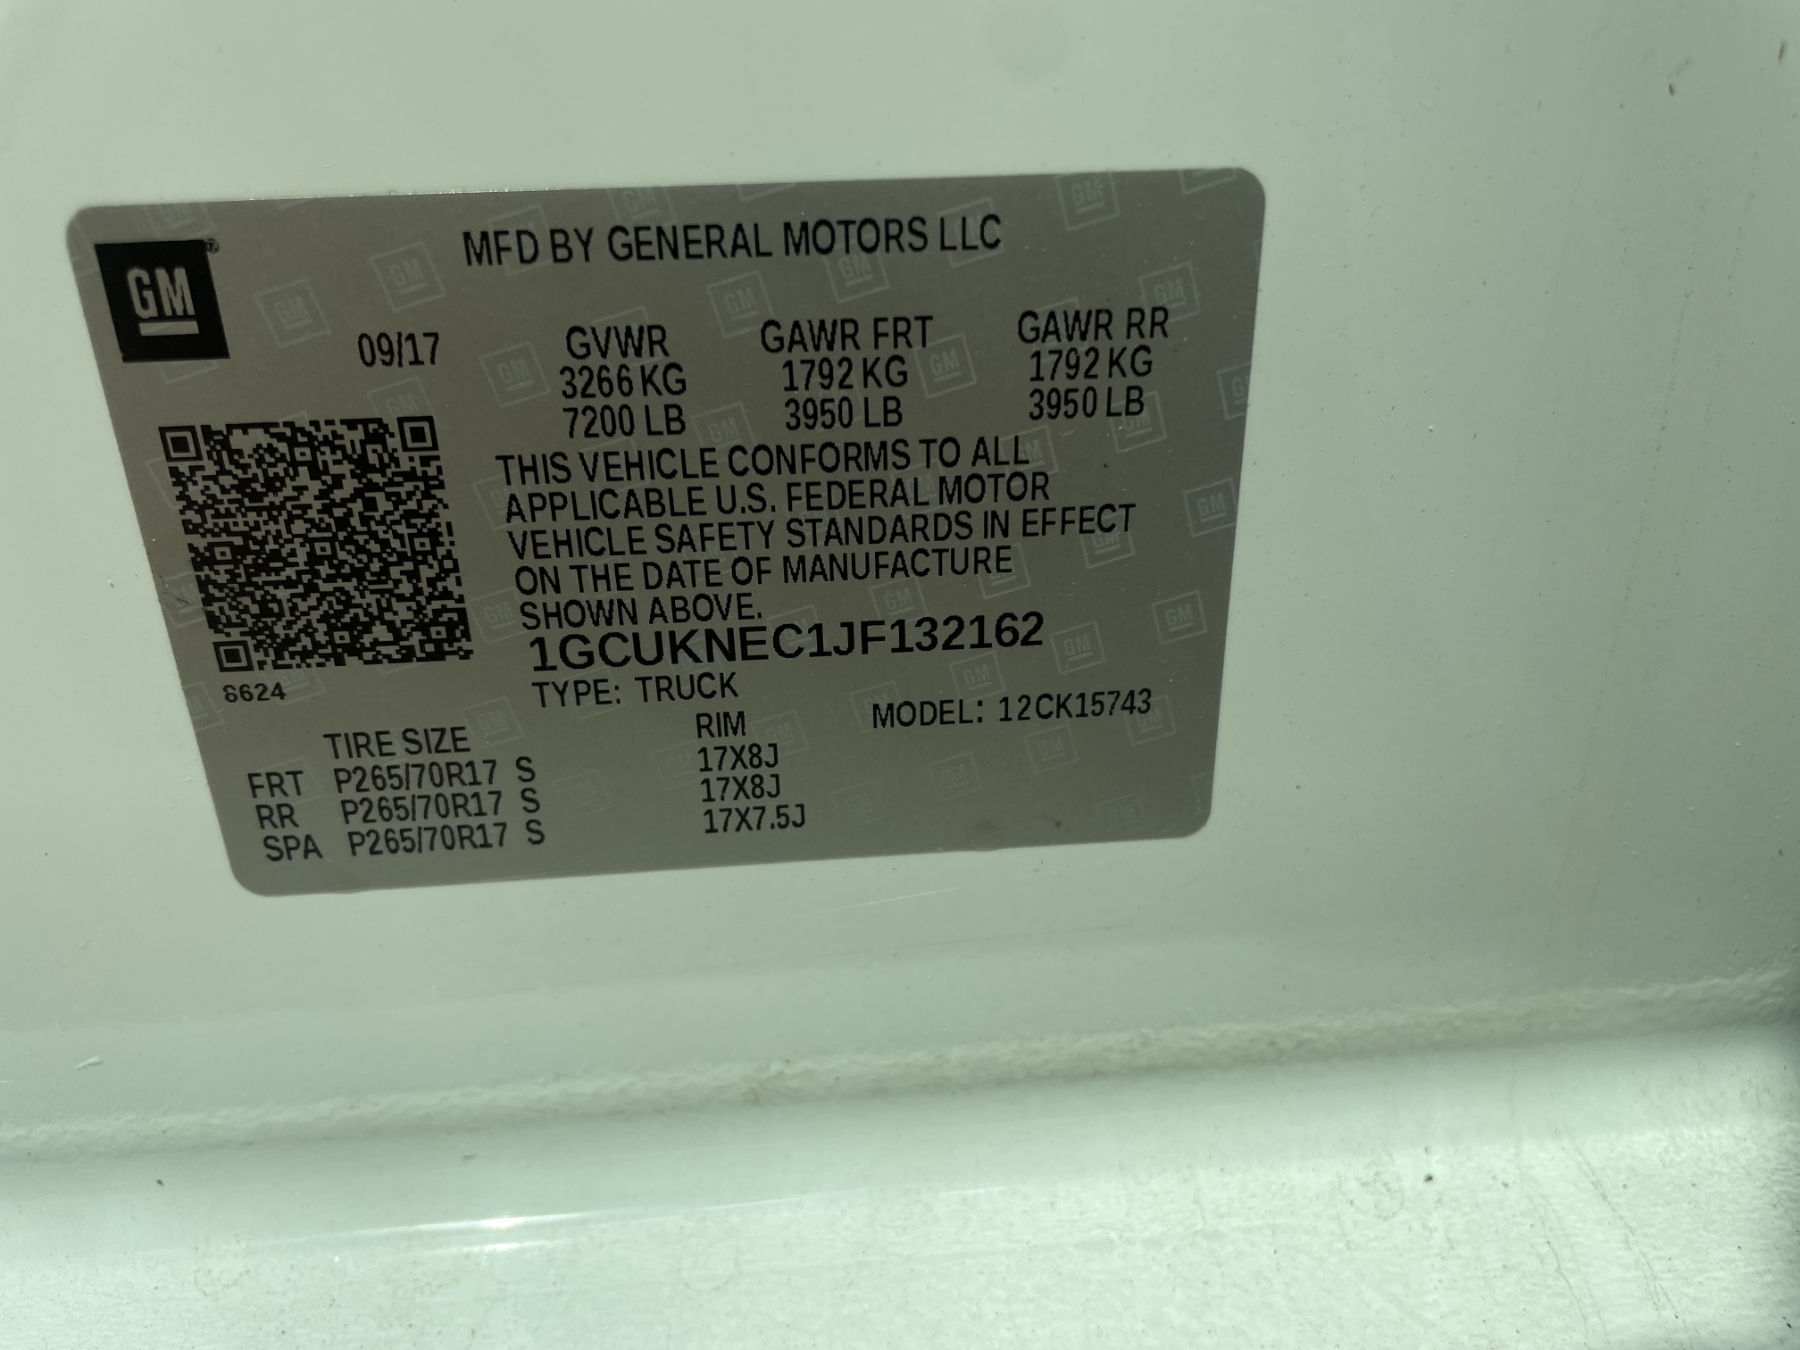 GM
MFD BY GENERAL MOTORS LLC
09/17 GVWR GAWR FRT GAWR RR
3266 KG 1792 KG 1792 KG
7200 LB 3950 LB 3950 LB
THIS VEHICLE CONFORMS TO ALL
APPLICABLE U.S. FEDERAL MOTOR
VEHICLE SAFETY STANDARDS IN EFFECT
ON THE DATE OF MANUFACTURE
SHOWN ABOVE.
1GCUKNEC1JF132162
8624
TYPE: TRUCK
MODEL: 12CK15743
TIRE SIZE RIM
FRT P265/70R17 S 17X8J
RR P265/70R17 S 17X8J
SPA P265/70R17 S 17X7.5J